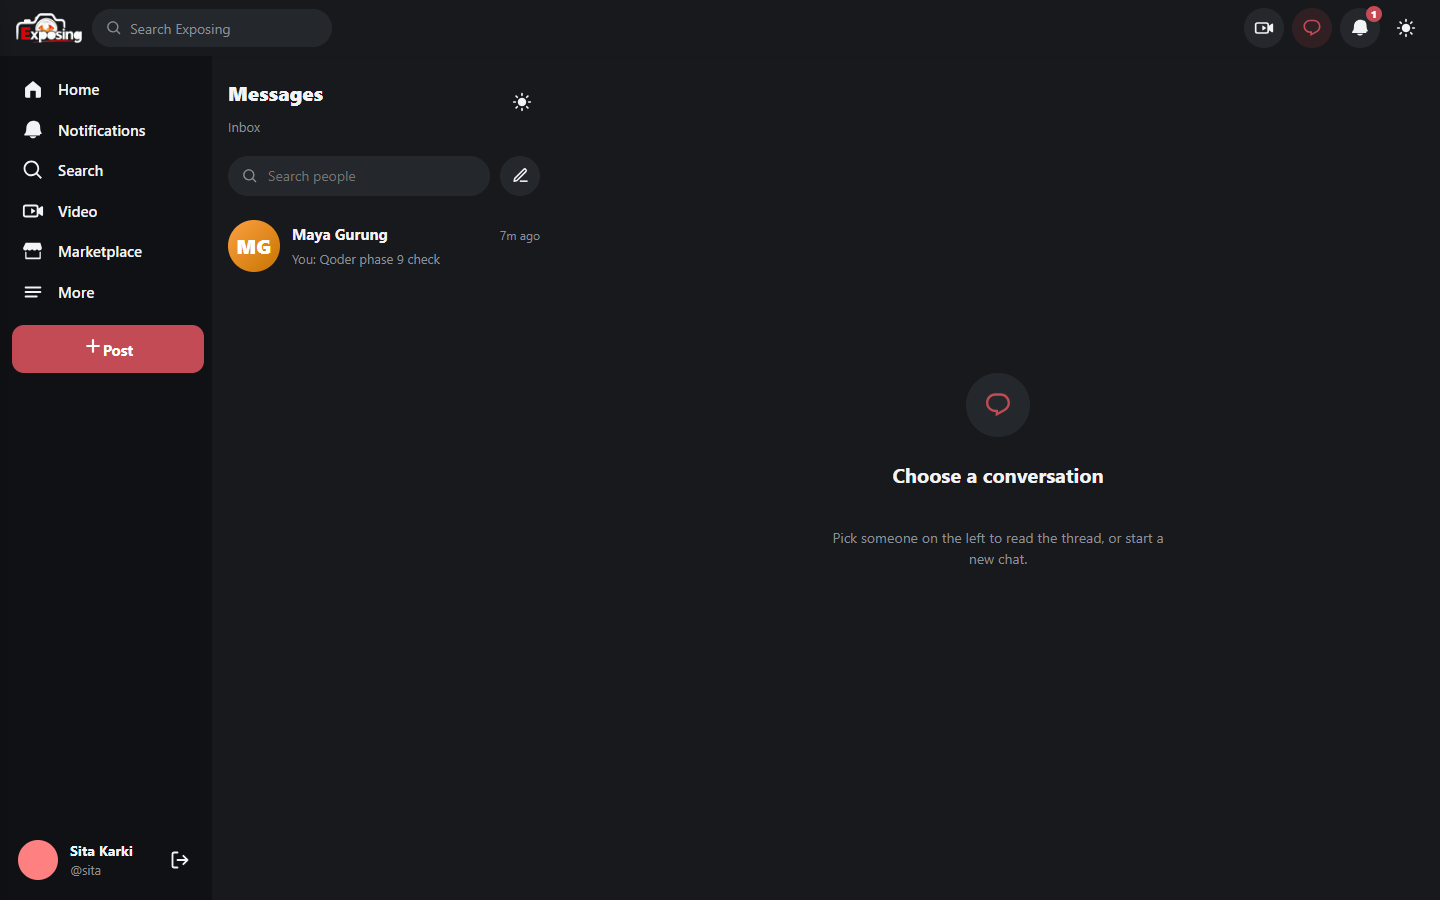 Exposing
Search Exposing
1
Home
Notifications
Search
Video
Marketplace
More
Post
Sita Karki
@sita
Messages
Inbox
Search people
MG
Maya Gurung
7m ago
You: Qoder phase 9 check
Choose a conversation
Pick someone on the left to read the thread, or start a
new chat.